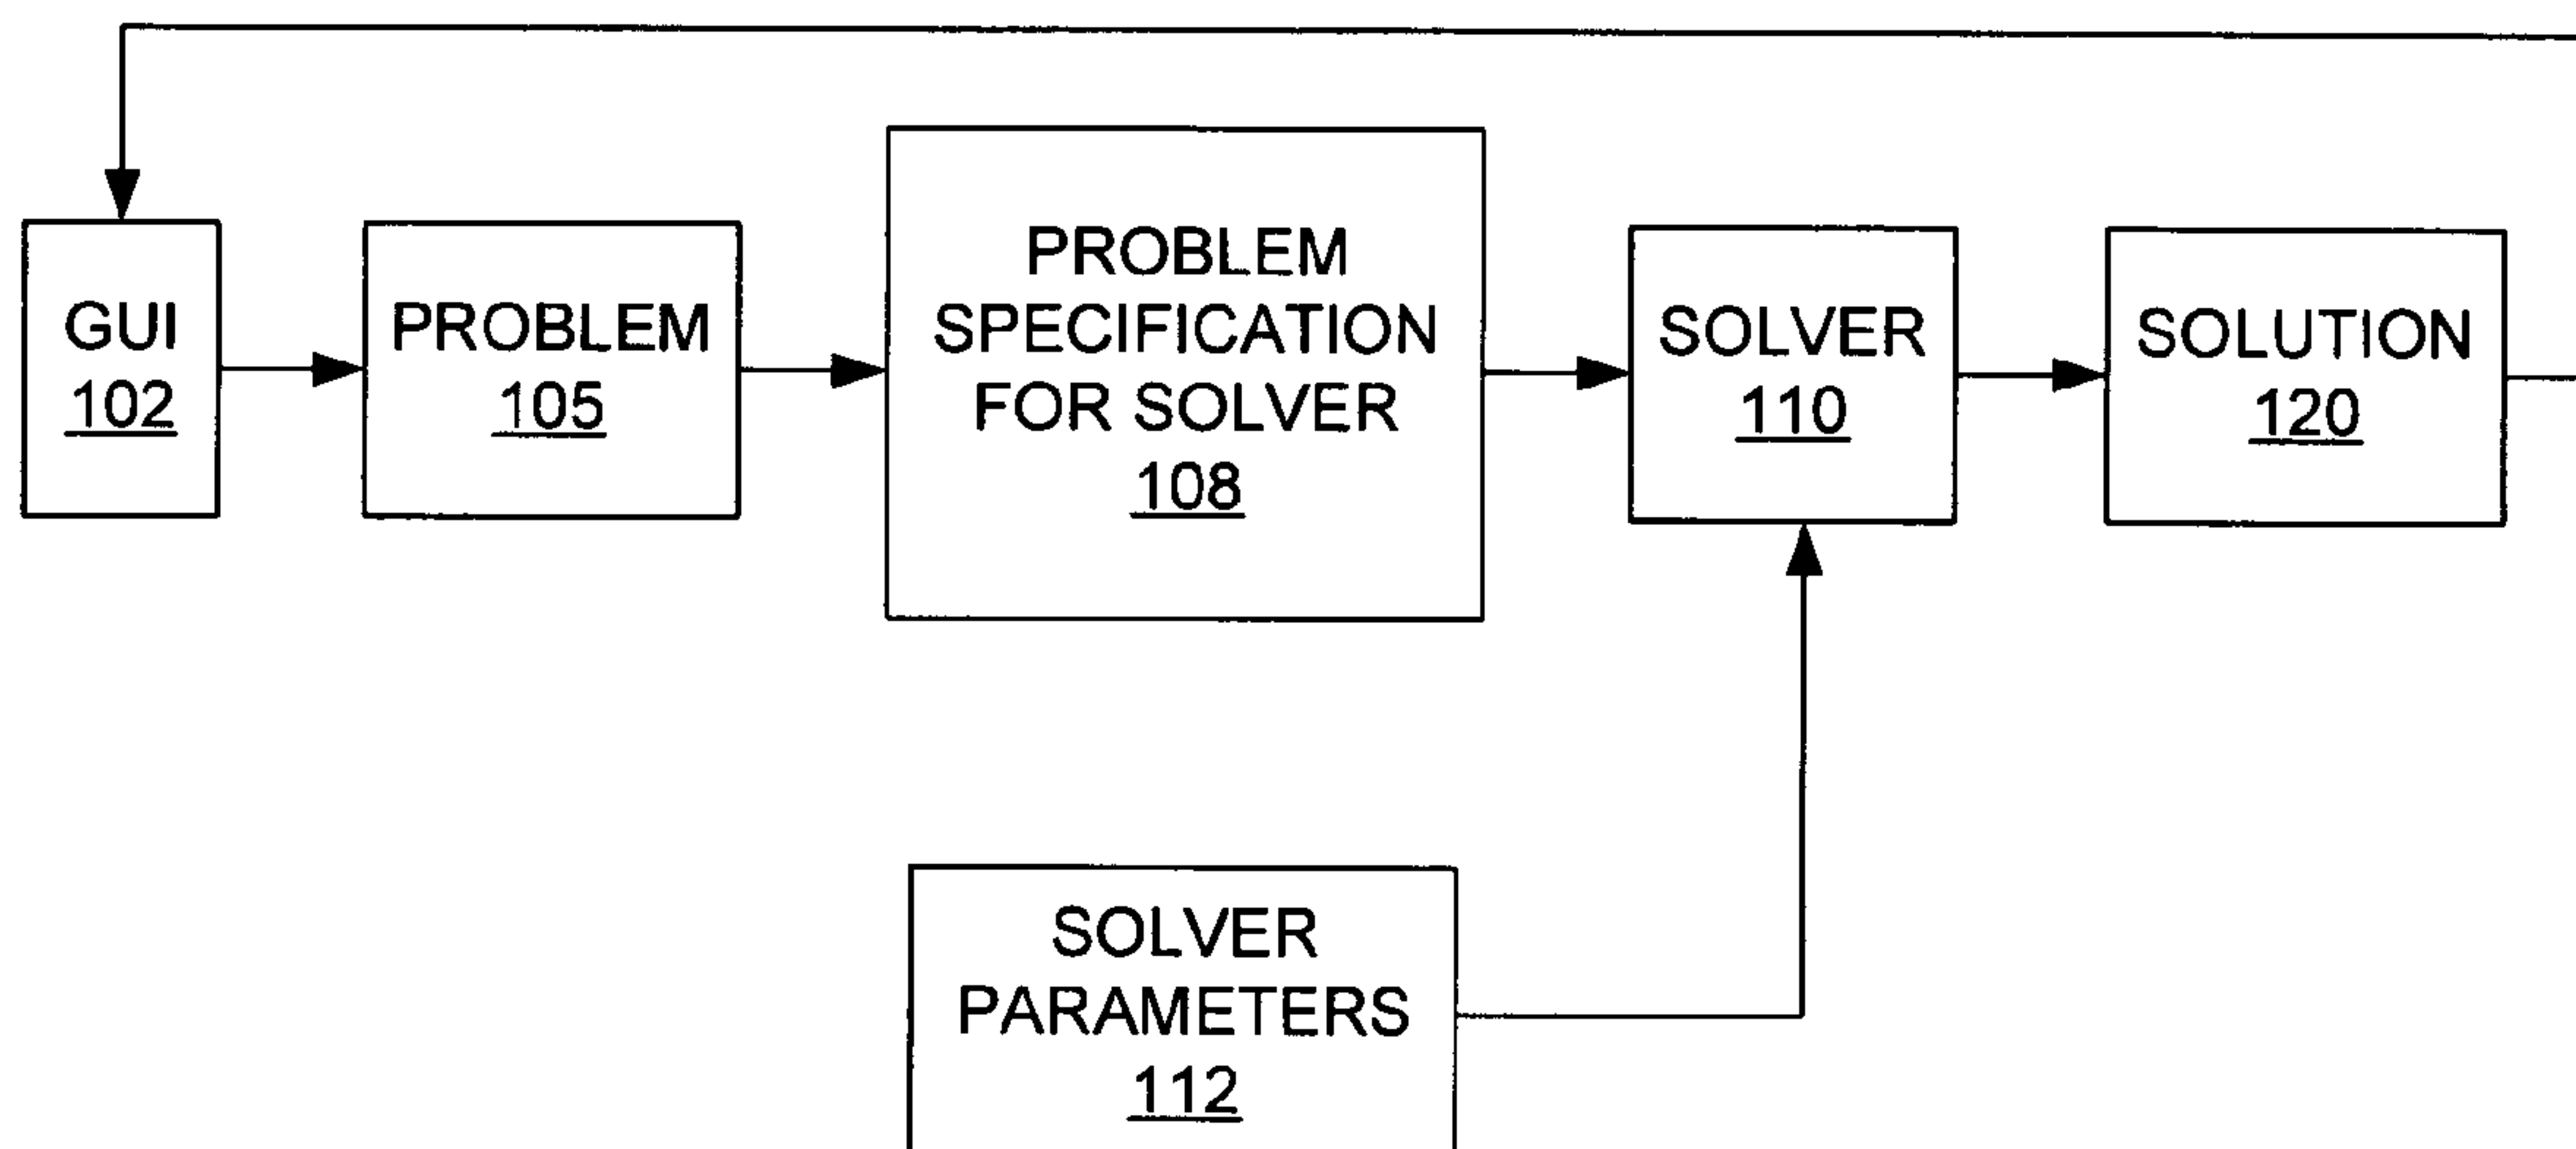 GUI
102
PROBLEM
105
PROBLEM
SPECIFICATION
FOR SOLVER
108
SOLVER
110
SOLUTION
120
SOLVER
PARAMETERS
112